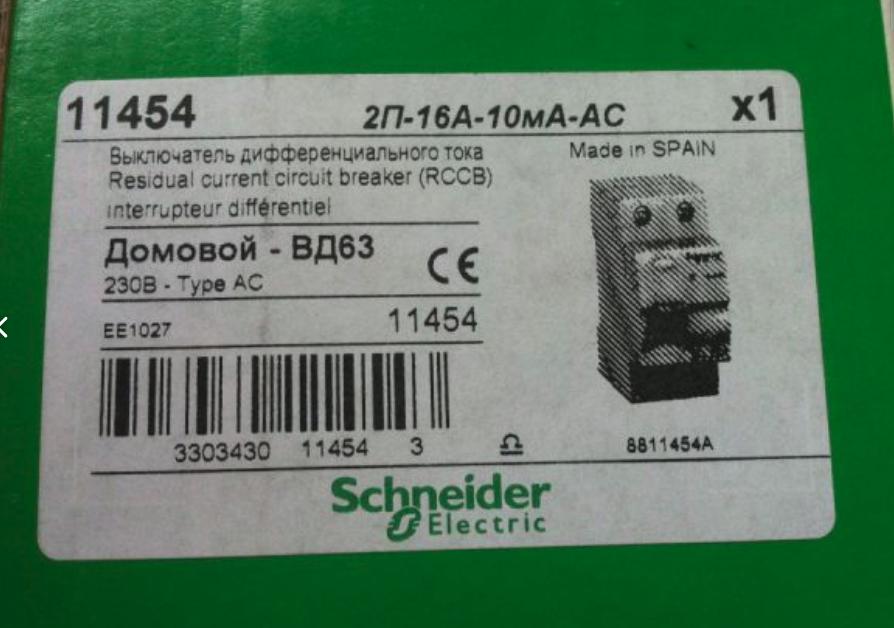 11454 2П-16А-10мА-АС x1
Выключатель дифференциального тока
Made in SPAIN
Residual current circuit breaker (RCCB)
interrupteur différentiel
Домовой - ВД63 CE
230В - Type AC
EE1027 11454
3303430 11454 3
8811454A
Schneider
Electric